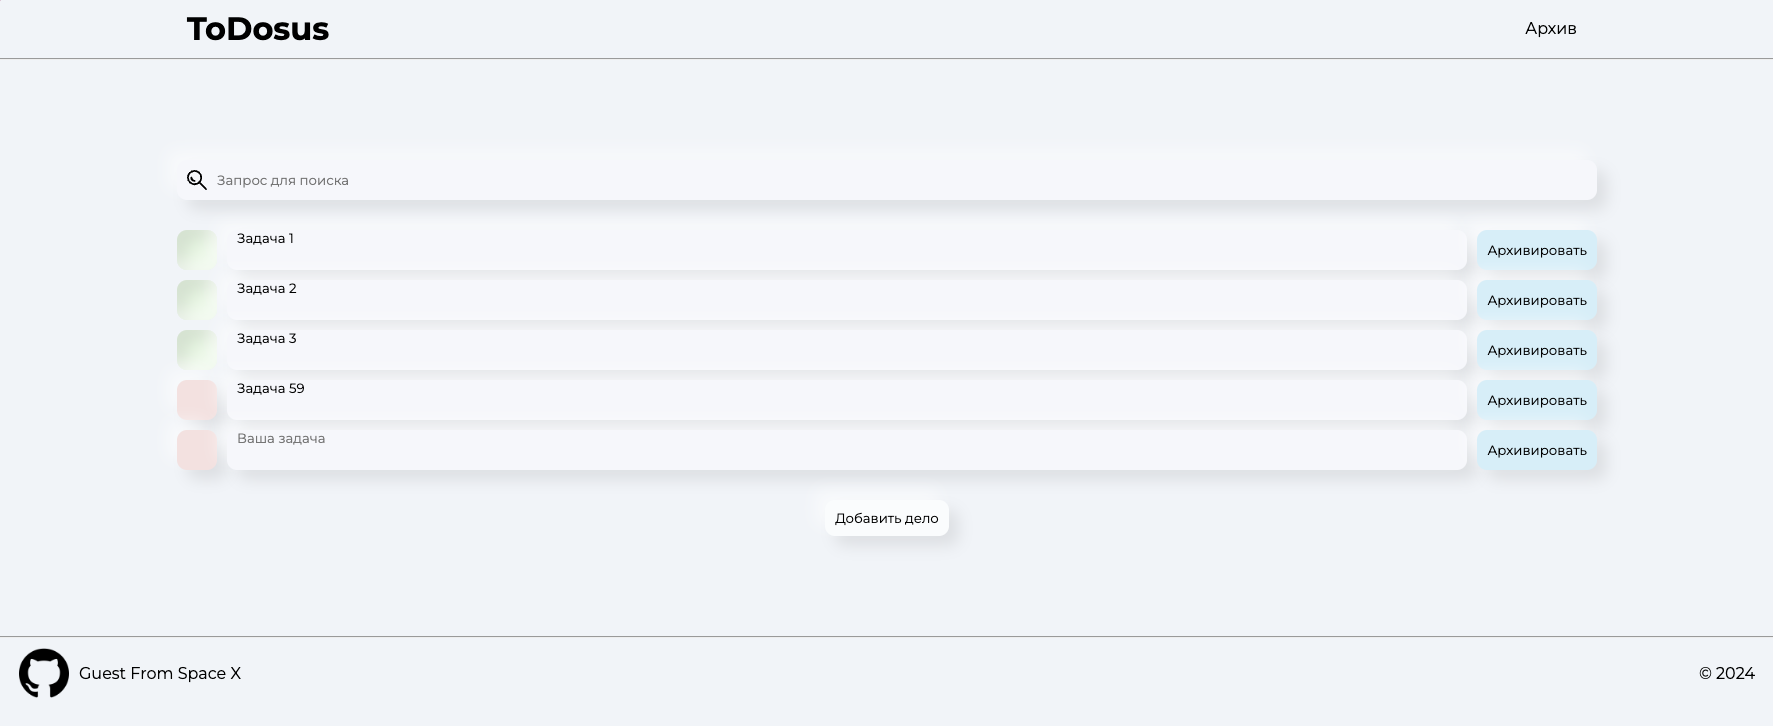 ToDosus
Архив
Запрос для поиска
Задача 1
Архивировать
Задача 2
Архивировать
Задача 3
Архивировать
Задача 59
Архивировать
Ваша задача
Архивировать
Добавить дело
Guest From Space X
© 2024